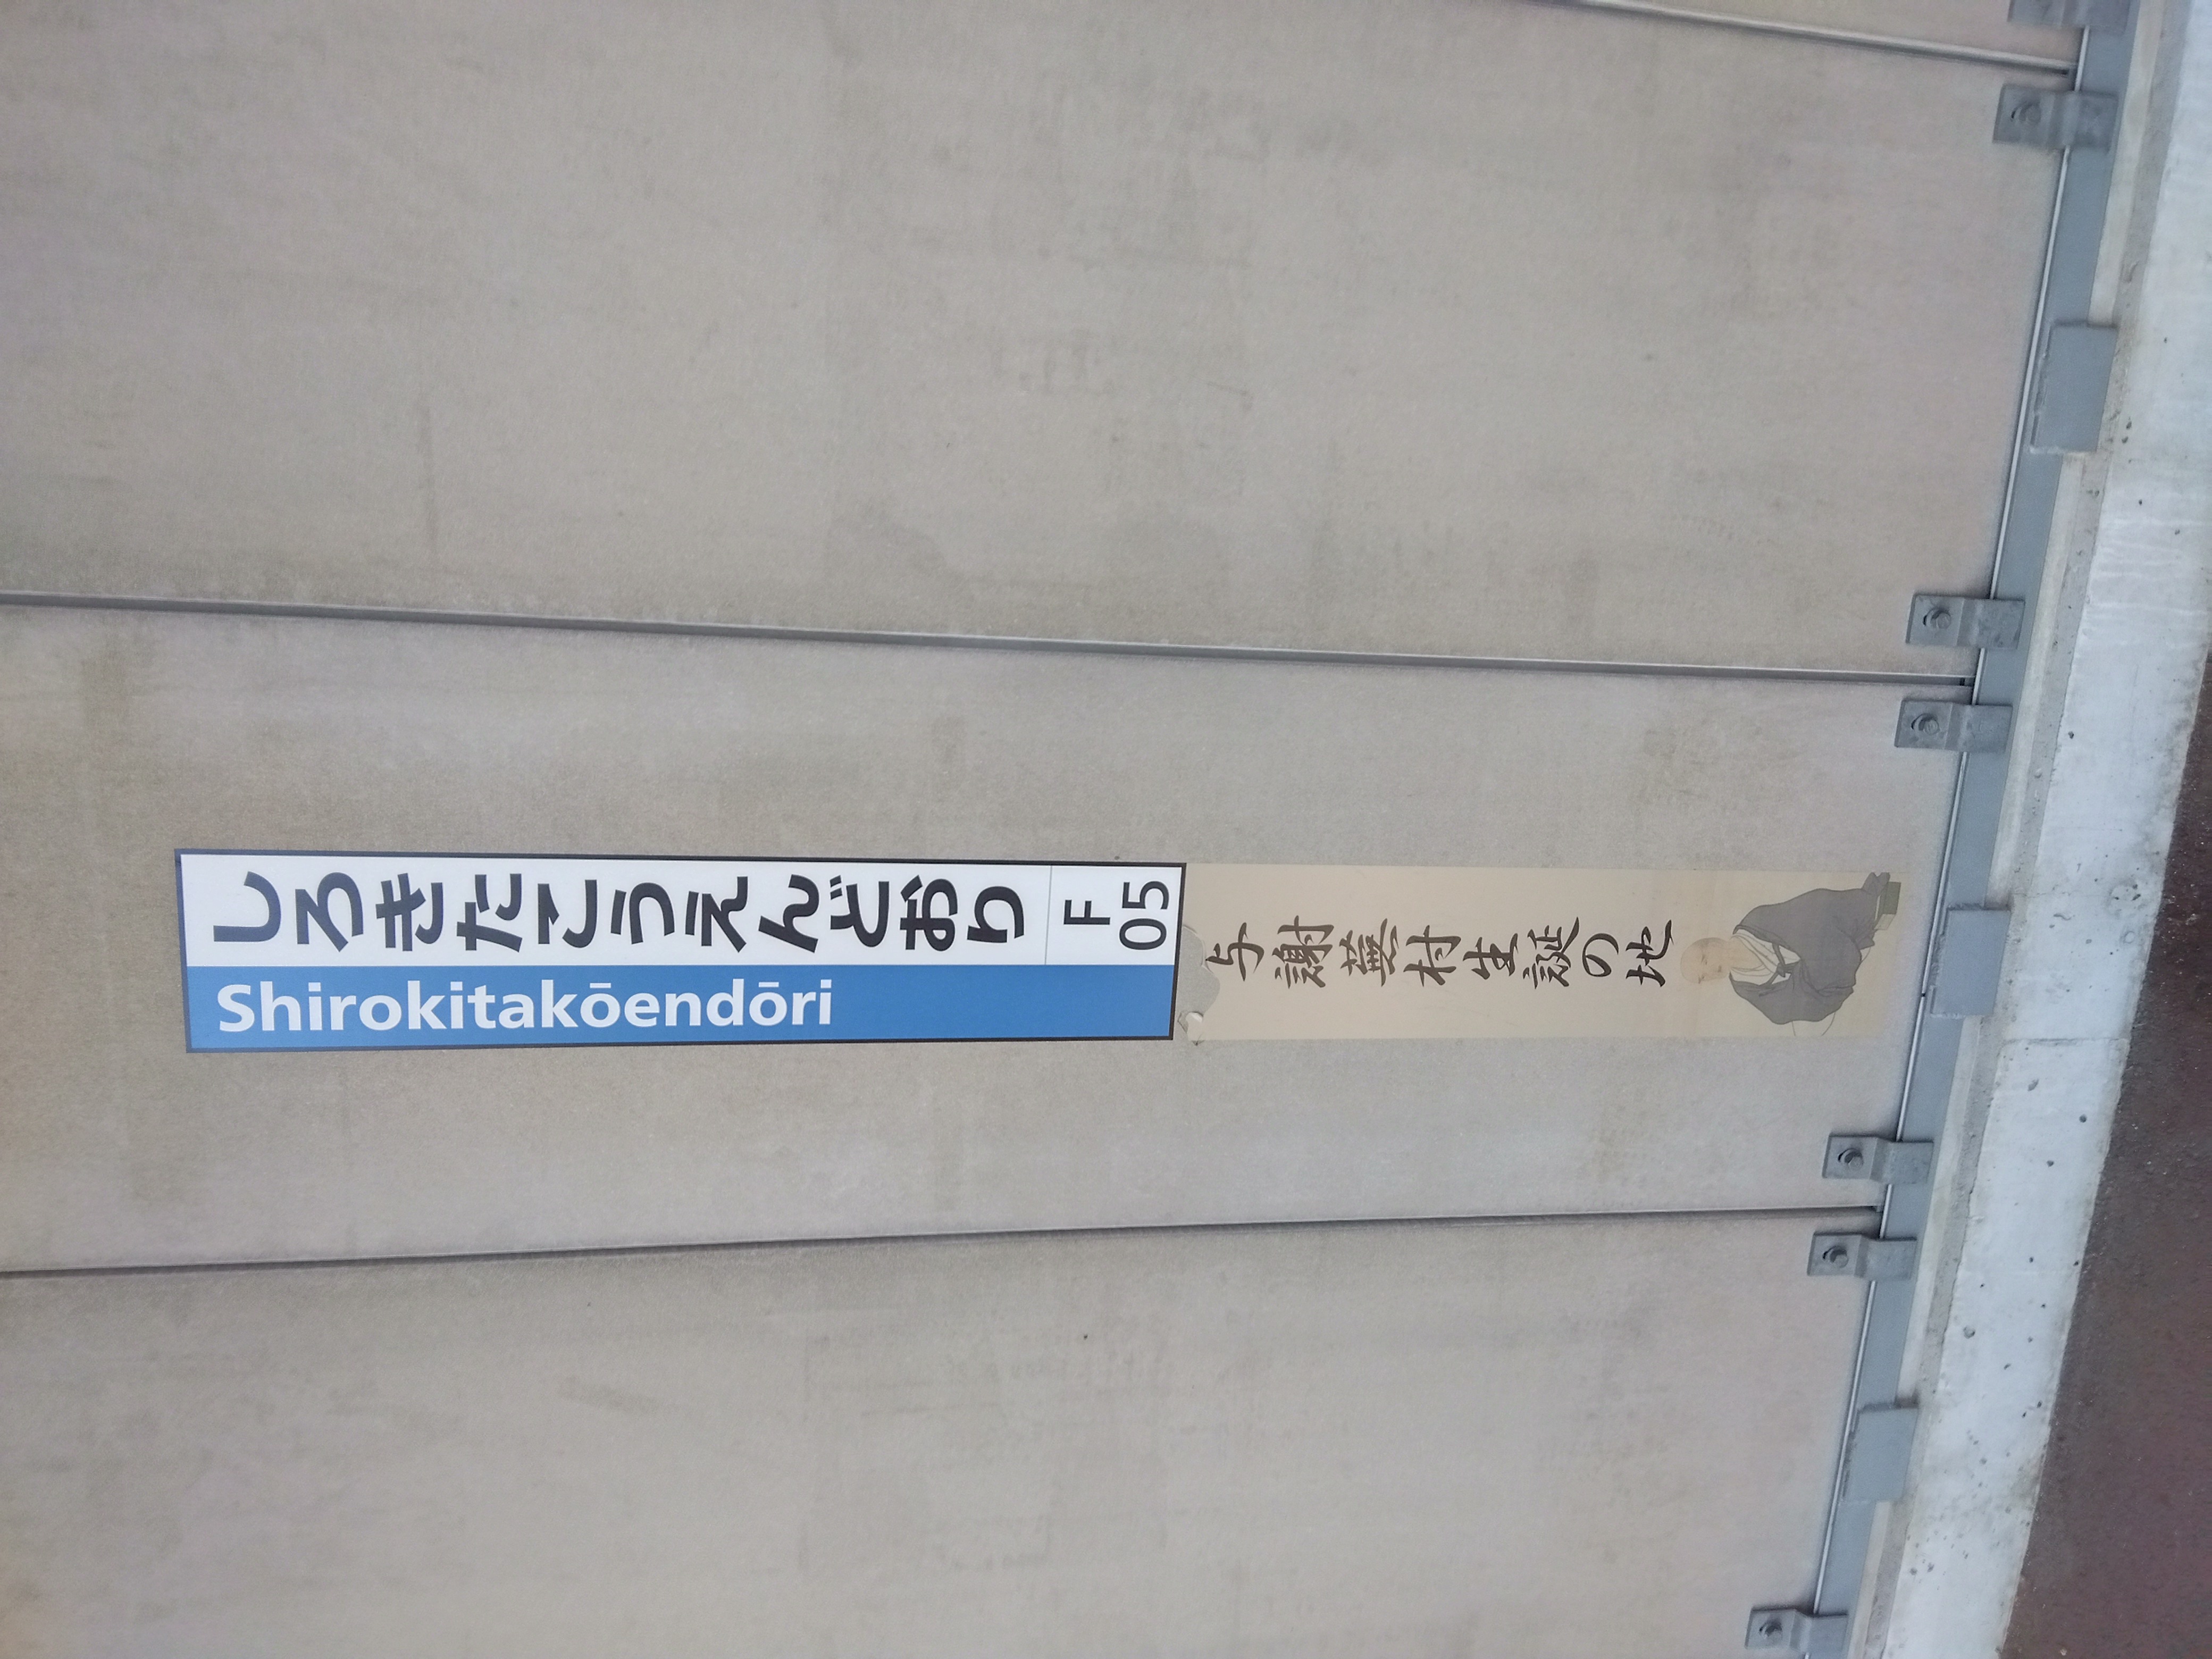 しろきたこうえんどおり
F
05
Shirokitakōendōri
与謝蕪村生誕の地